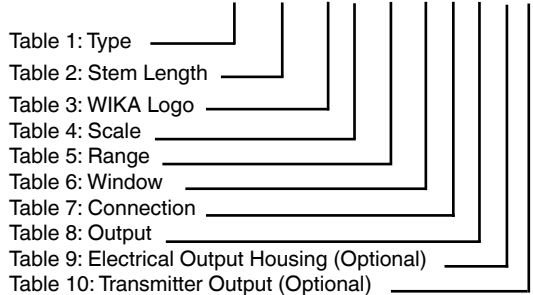 Table 1: Type
Table 2: Stem Length
Table 3: WIKA Logo
Table 4: Scale
Table 5: Range
Table 6: Window
Table 7: Connection
Table 8: Output
Table 9: Electrical Output Housing (Optional)
Table 10: Transmitter Output (Optional)